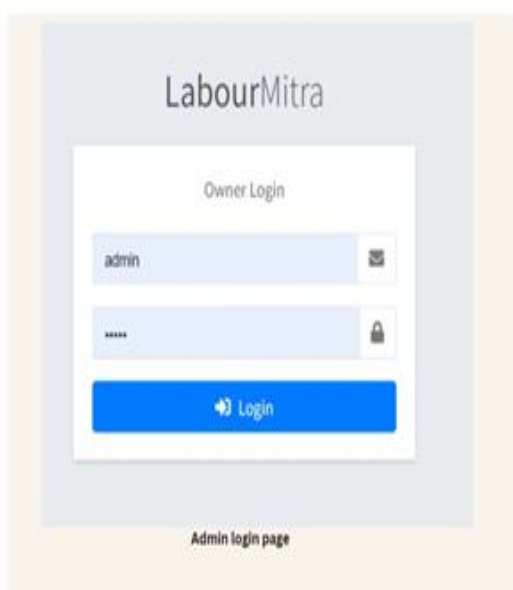 LabourMitra
Owner Login
admin
•••••
Login
Admin login page